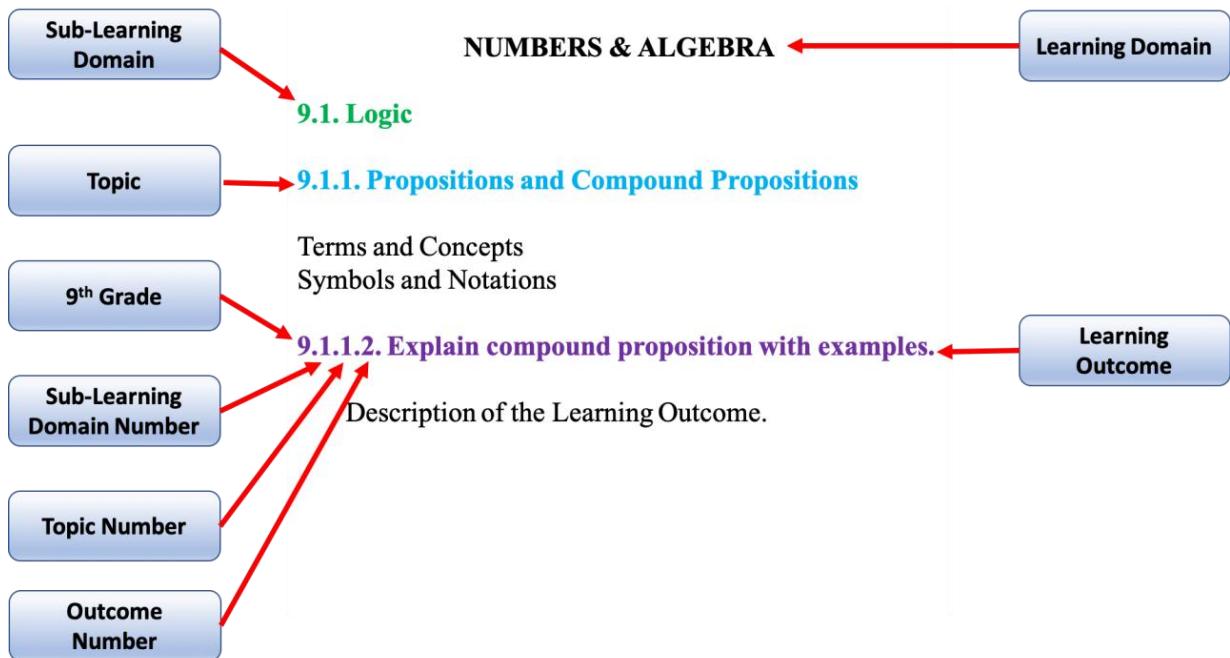 Sub-Learning
Domain
NUMBERS & ALGEBRA
Learning Domain
9.1. Logic
Topic
9.1.1. Propositions and Compound Propositions
Terms and Concepts
Symbols and Notations
9th Grade
9.1.1.2. Explain compound proposition with examples.
Learning
Outcome
Sub-Learning
Domain Number
Description of the Learning Outcome.
Topic Number
Outcome
Number